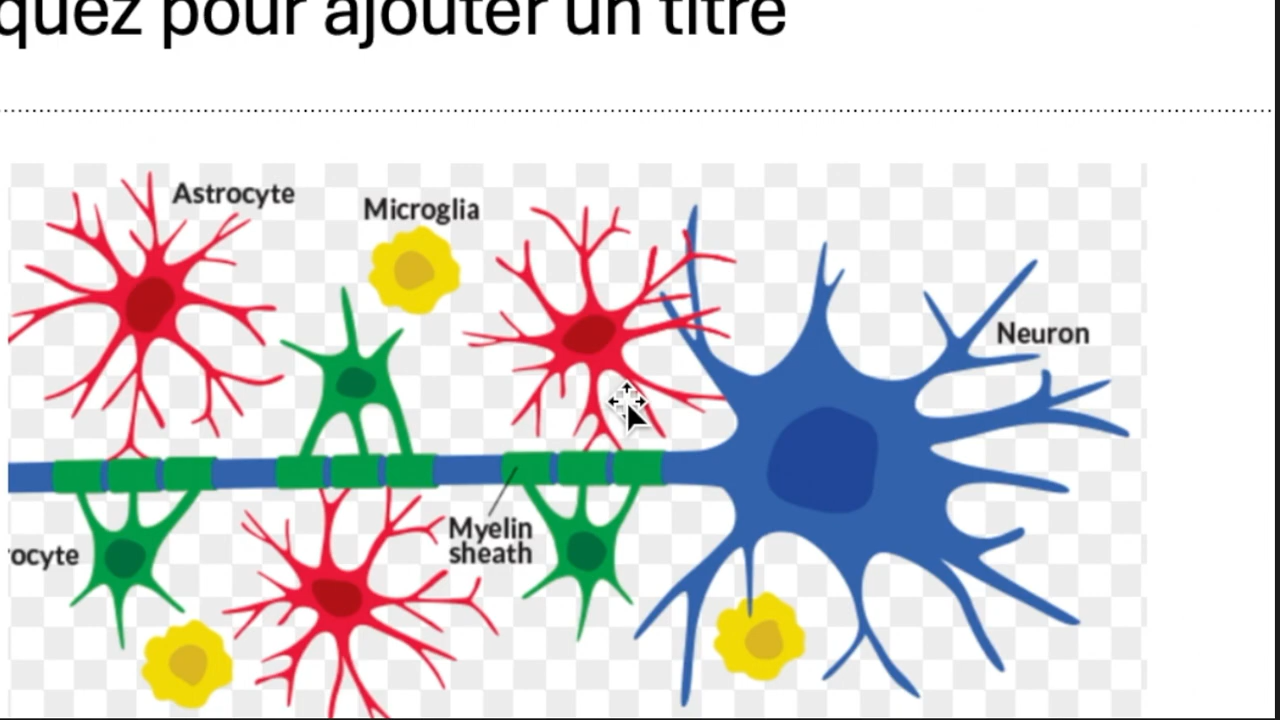 quez pour ajouter un titre
Astrocyte
Microglia
Neuron
Myelin
sheath
rocyte